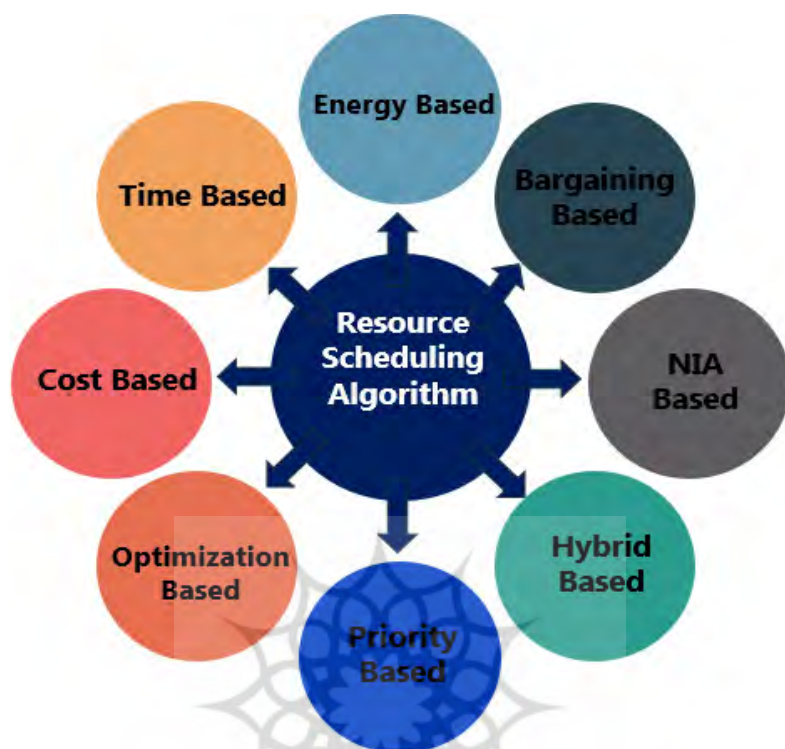 Energy Based
Bargaining
Based
Time Based
Resource
Scheduling
Algorithm
Cost Based
NIA
Based
Optimization
Based
Hybrid
Based
Priority
Based